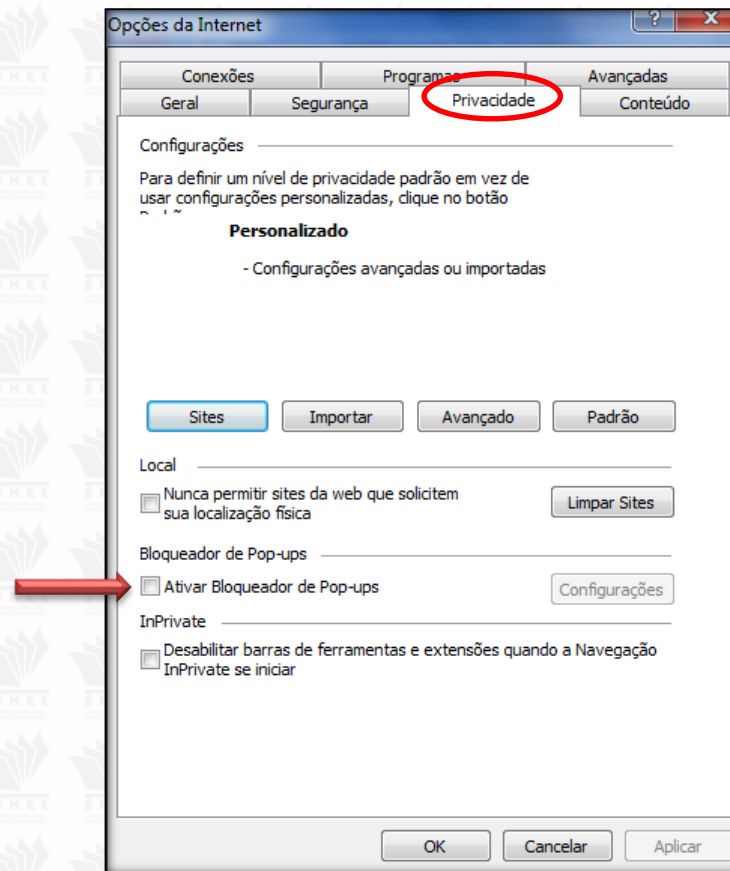 Opções da Internet
? X
Conexões Programas Avançadas
Geral Segurança Privacidade Conteúdo
Configurações
Para definir um nível de privacidade padrão em vez de
usar configurações personalizadas, clique no botão
Personalizado
- Configurações avançadas ou importadas
Sites Importar Avançado Padrão
Local
Nunca permitir sites da web que solicitem
sua localização física
Limpar Sites
Bloqueador de Pop-ups
Ativar Bloqueador de Pop-ups
Configurações
InPrivate
Desabilitar barras de ferramentas e extensões quando a Navegação
InPrivate se iniciar
OK Cancelar Aplicar
SNEL